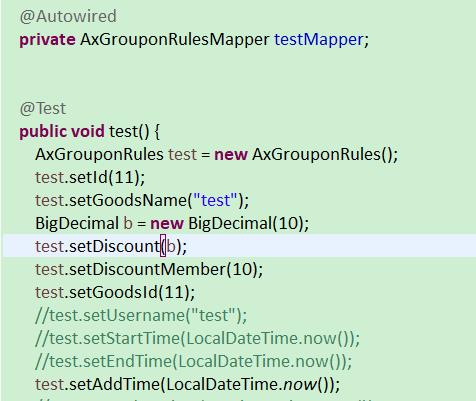 @Autowired
private AxGrouponRulesMapper testMapper;
@Test
public void test() {
AxGrouponRules test = new AxGrouponRules();
test.setId(11);
test.setGoodsName("test");
BigDecimal b = new BigDecimal(10);
test.setDiscount(b);
test.setDiscountMember(10);
test.setGoodsId(11);
//test.setUsername("test");
//test.setStartTime(LocalDateTime.now());
//test.setEndTime(LocalDateTime.now());
test.setAddTime(LocalDateTime.now());